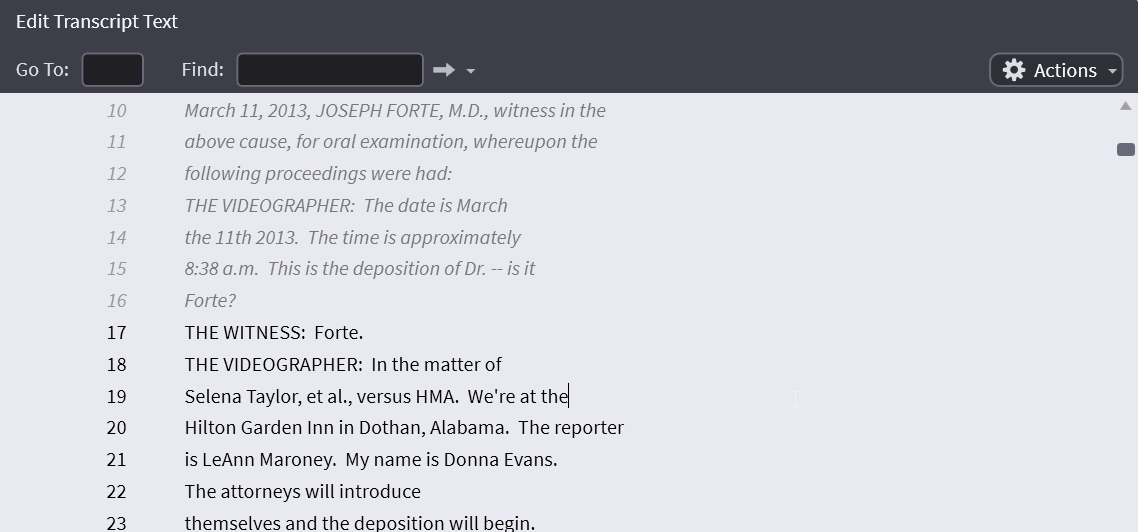 Edit Transcript Text
Go To: Find: Actions
10 March 11, 2013, JOSEPH FORTE, M.D., witness in the
11 above cause, for oral examination, whereupon the
12 following proceedings were had:
13 THE VIDEOGRAPHER:  The date is March
14 the 11th 2013.  The time is approximately
15 8:38 a.m.  This is the deposition of Dr. -- is it
16 Forte?
17 THE WITNESS:  Forte.
18 THE VIDEOGRAPHER:  In the matter of
19 Selena Taylor, et al., versus HMA.  We're at the
20 Hilton Garden Inn in Dothan, Alabama.  The reporter
21 is LeAnn Maroney.  My name is Donna Evans.
22 The attorneys will introduce
23 themselves and the deposition will begin.